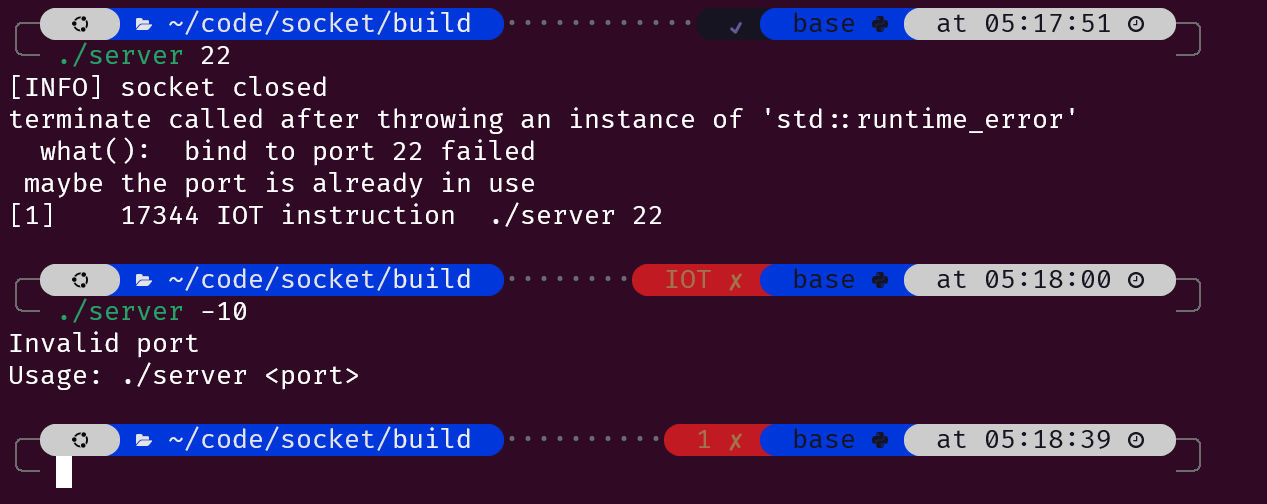 ~/code/socket/build ✓ base at 05:17:51
./server 22
[INFO] socket closed
terminate called after throwing an instance of 'std::runtime_error'
what():  bind to port 22 failed
maybe the port is already in use
[1]    17344 IOT instruction  ./server 22
~/code/socket/build IOT ✗ base at 05:18:00
./server -10
Invalid port
Usage: ./server <port>
~/code/socket/build 1 ✗ base at 05:18:39